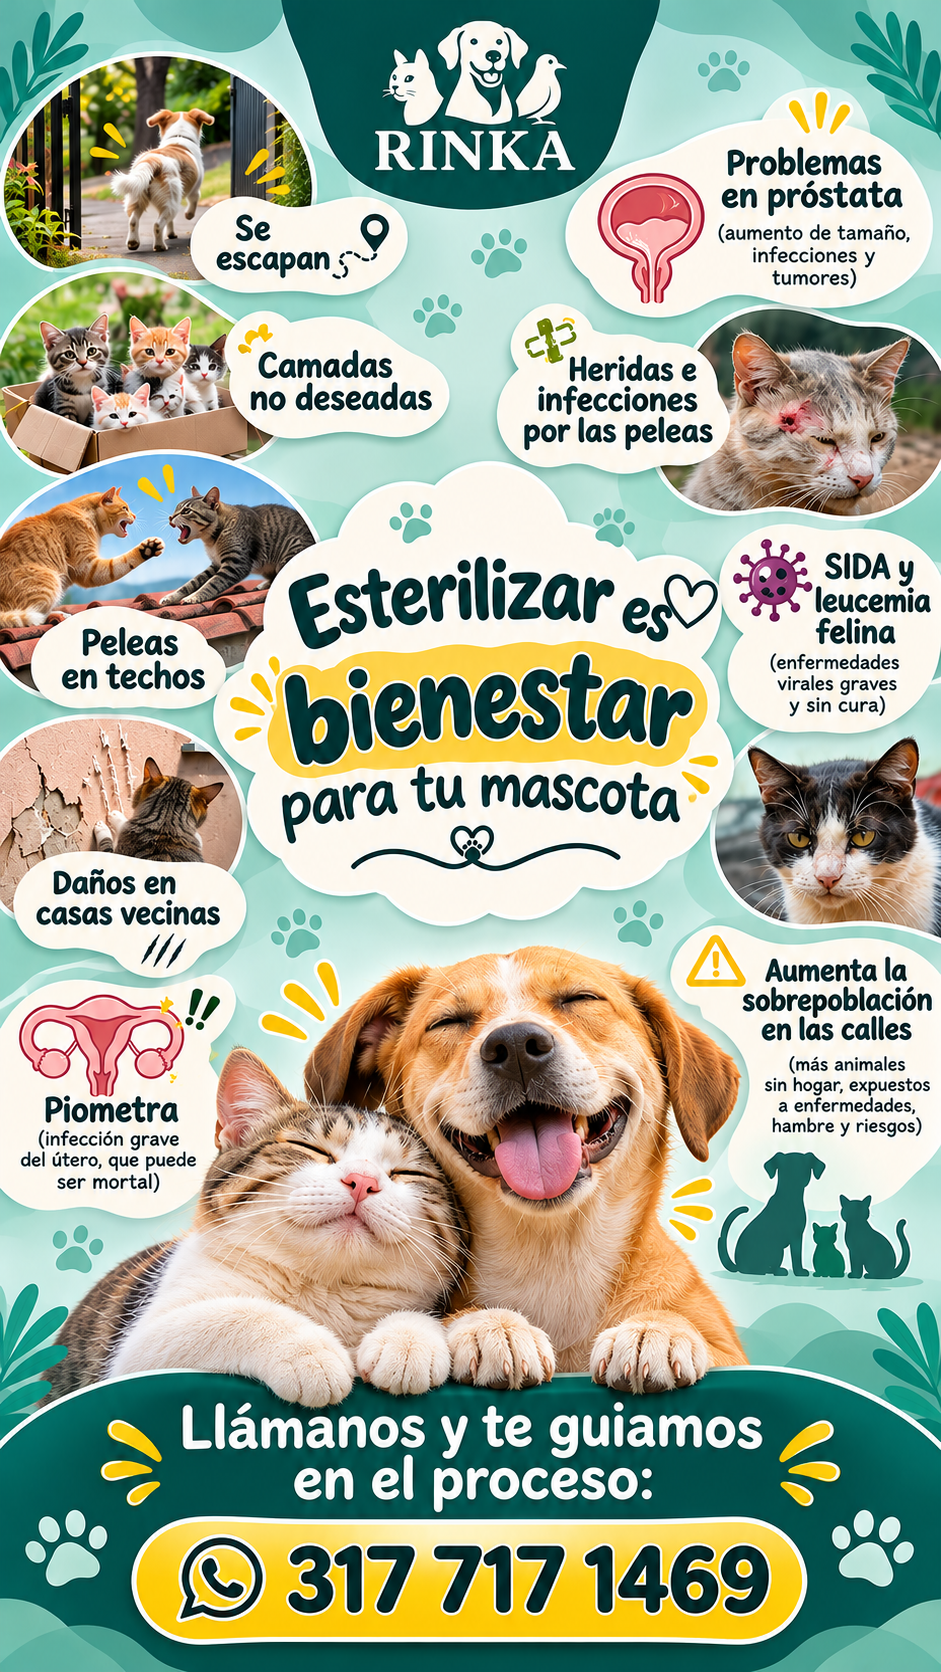 RINKA
Se
escapan
Problemas
en próstata
(aumento de tamaño,
infecciones y
tumores)
Camadas
no deseadas
Heridas e
infecciones
por las peleas
Peleas
en techos
Esterilizar es
bienestar
para tu mascota
SIDA y
leucemia
felina
(enfermedades
virales graves
y sin cura)
Daños en
casas vecinas
Piometra
(infección grave
del útero, que puede
ser mortal)
Aumenta la
sobrepoblación
en las calles
(más animales
sin hogar, expuestos
a enfermedades,
hambre y riesgos)
Llámanos y te guiamos
en el proceso:
317 717 1469